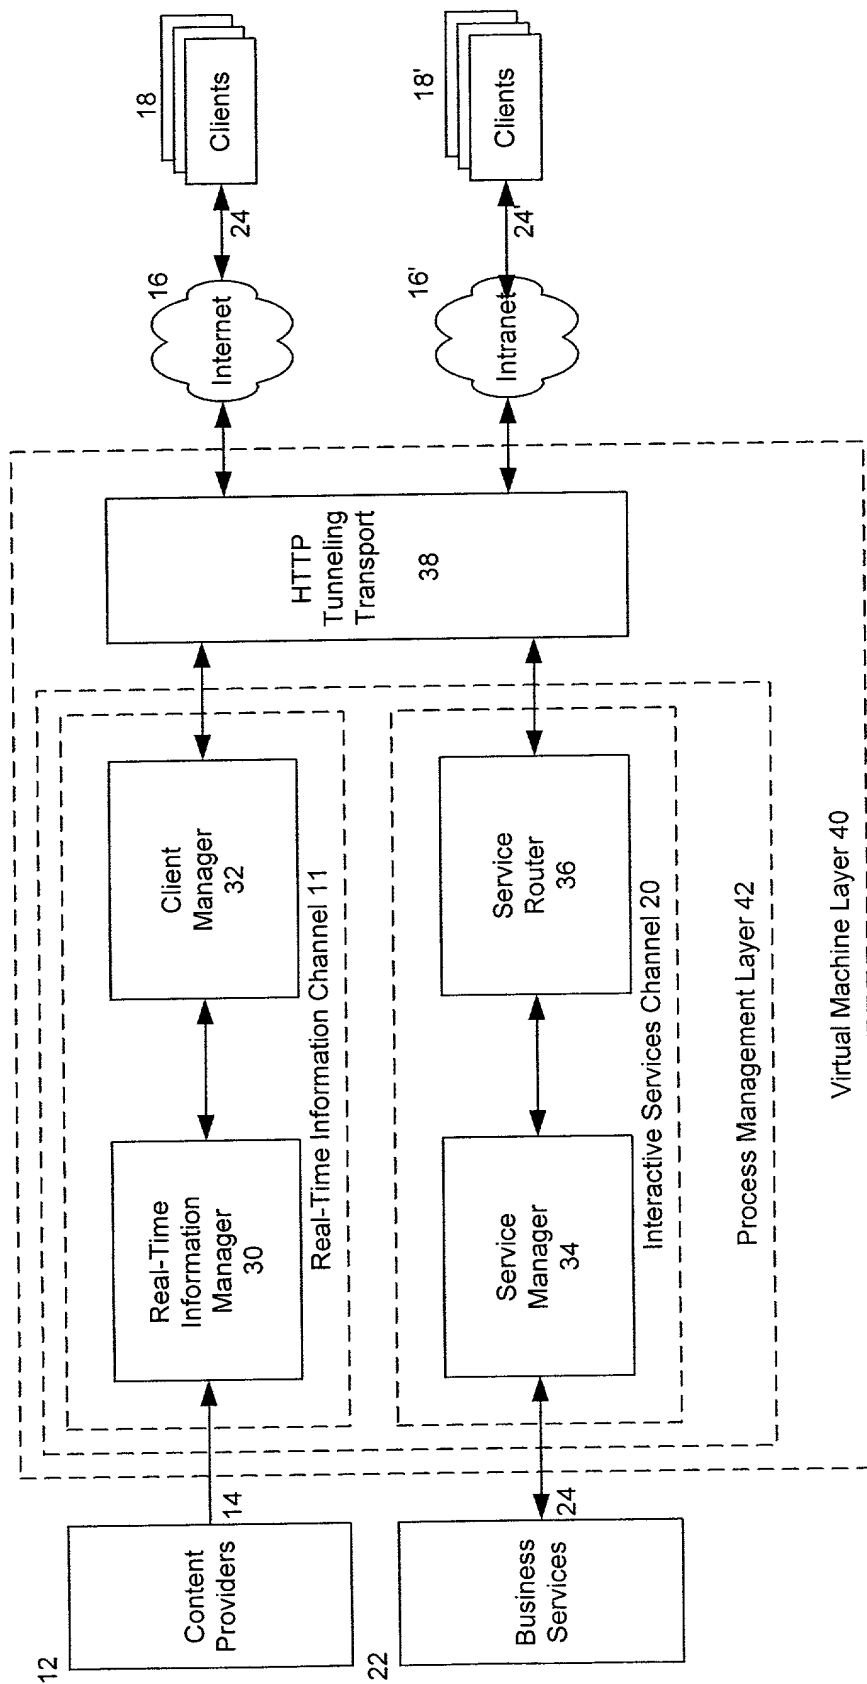 12
Content
Providers
14
Real-Time
Information
Manager
30
Client
Manager
32
Real-Time Information Channel 11
22
Business
Services
24
Service
Manager
34
Service
Router
36
Interactive Services Channel 20
Process Management Layer 42
Virtual Machine Layer 40
HTTP
Tunneling
Transport
38
16
Internet
24
18
Clients
16'
Intranet
24'
18'
Clients